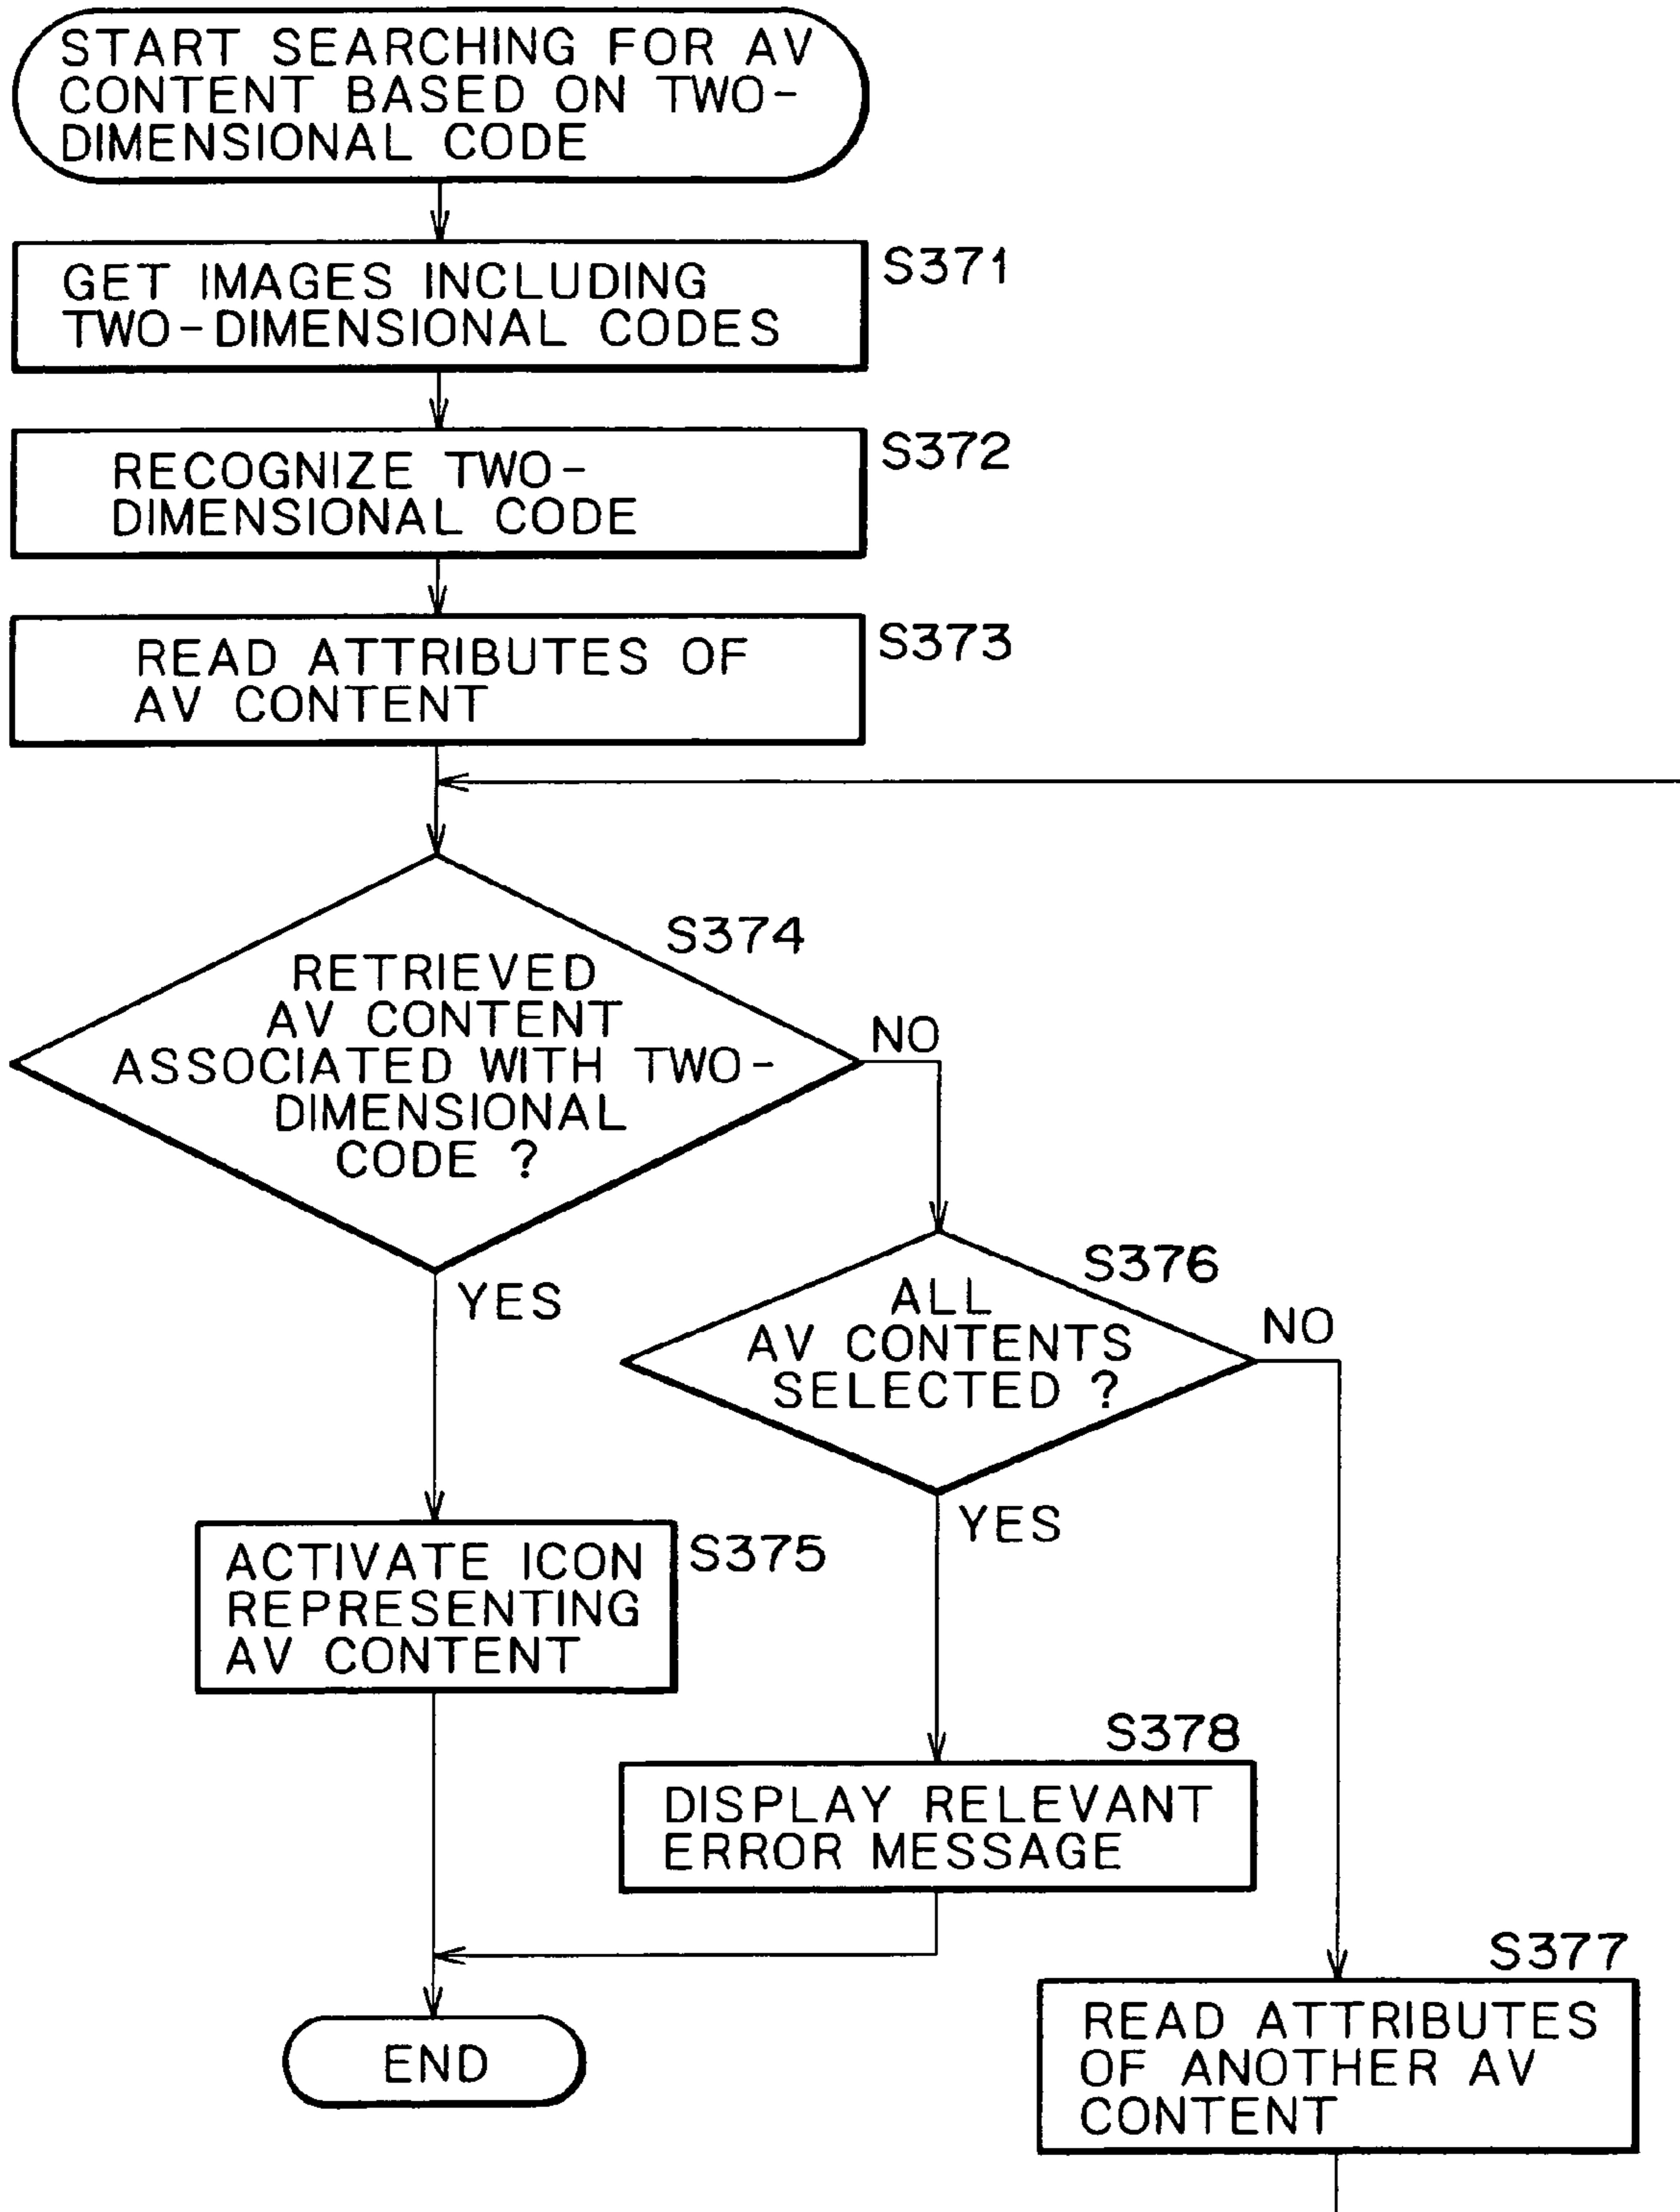 START SEARCHING FOR AV
CONTENT BASED ON TWO-
DIMENSIONAL CODE
S371
GET IMAGES INCLUDING
TWO-DIMENSIONAL CODES
S372
RECOGNIZE TWO-
DIMENSIONAL CODE
S373
READ ATTRIBUTES OF
AV CONTENT
S374
RETRIEVED
AV CONTENT
ASSOCIATED WITH TWO-
DIMENSIONAL
CODE ?
NO
YES
S376
ALL
AV CONTENTS
SELECTED ?
NO
YES
S375
ACTIVATE ICON
REPRESENTING
AV CONTENT
S378
DISPLAY RELEVANT
ERROR MESSAGE
S377
READ ATTRIBUTES
OF ANOTHER AV
CONTENT
END